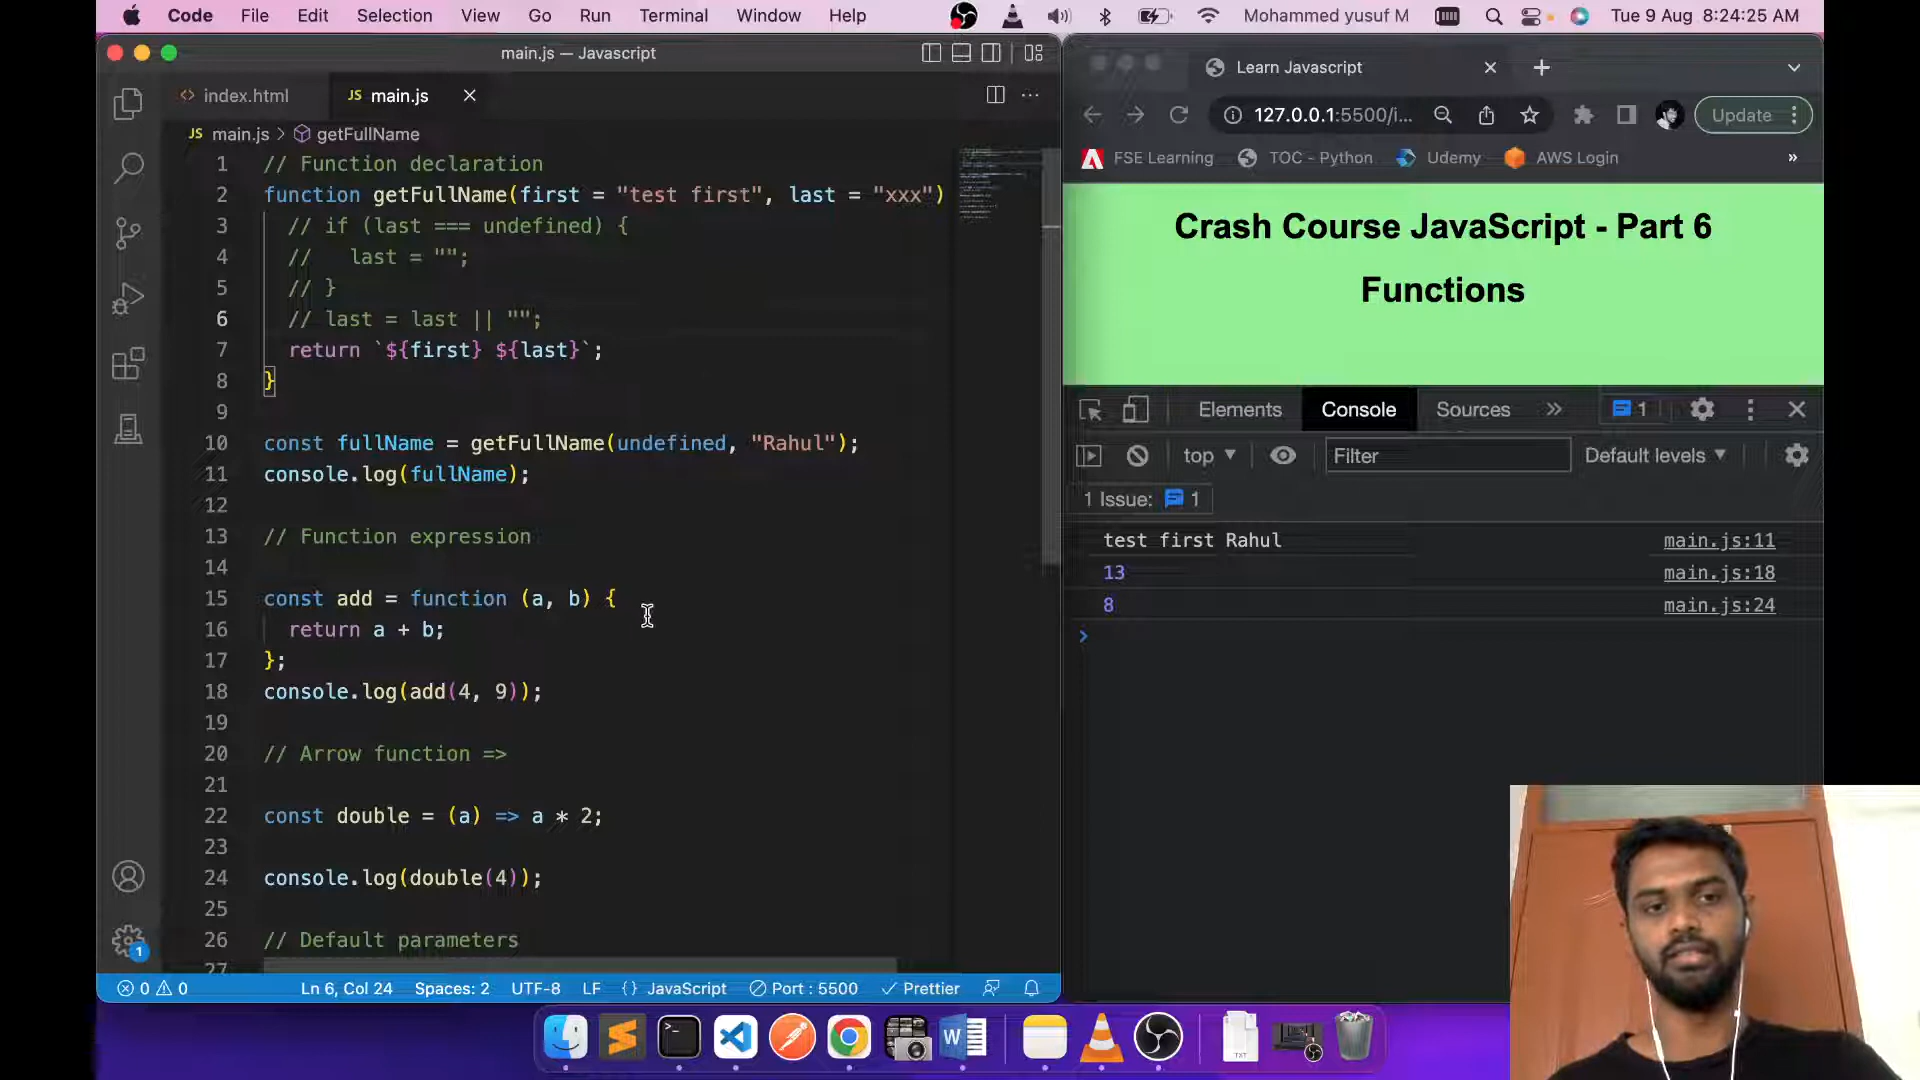 Code File Edit Selection View Go Run Terminal Window Help Mohammed yusuf M Tue 9 Aug 8:24:25 AM
main.js — Javascript
index.html
JS main.js
JS main.js > getFullName
1 // Function declaration
2 function getFullName(first = "test first", last = "xxx")
3 // if (last === undefined) {
4 //   last = "";
5 // }
6 // last = last || "";
7 return `${first} ${last}`;
8 }
9
10 const fullName = getFullName(undefined, "Rahul");
11 console.log(fullName);
12
13 // Function expression
14
15 const add = function (a, b) {
16 return a + b;
17 };
18 console.log(add(4, 9));
19
20 // Arrow function =>
21
22 const double = (a) => a * 2;
23
24 console.log(double(4));
25
26 // Default parameters
27
1
0 0 Ln 6, Col 24 Spaces: 2 UTF-8 LF {} JavaScript Port : 5500 Prettier
Learn Javascript
127.0.0.1:5500/i... Update
FSE Learning TOC - Python Udemy AWS Login »
Crash Course JavaScript - Part 6
Functions
Elements Console Sources » 1
top Filter Default levels
1 Issue: 1
test first Rahul main.js:11
13 main.js:18
8 main.js:24
>
W
TXT